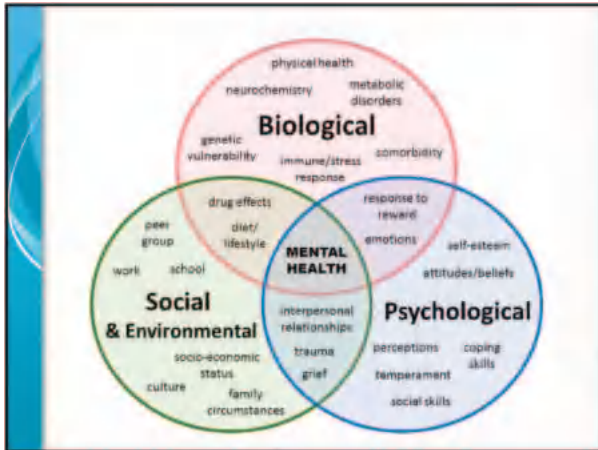 physical health
neurochemistry
metabolic
disorders
Biological
genetic
vulnerability
immune/stress
response
comorbidity
drug effects
diet/
lifestyle
response to
reward
emotions
MENTAL
HEALTH
peer
group
work
school
Social
& Environmental
socio-economic
status
culture
family
circumstances
interpersonal
relationships
trauma
grief
self-esteem
attitudes/beliefs
Psychological
perceptions
coping
skills
temperament
social skills